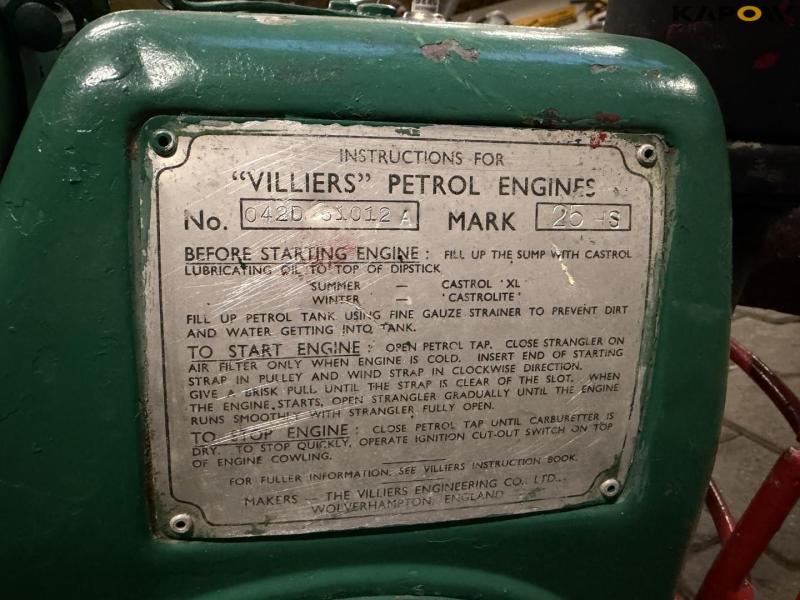 KAPOW
INSTRUCTIONS FOR
"VILLIERS" PETROL ENGINES
No. 042D 51012 A MARK 25 HS
BEFORE STARTING ENGINE : FILL UP THE SUMP WITH CASTROL
LUBRICATING OIL TO TOP OF DIPSTICK
SUMMER — CASTROL 'XL'
WINTER — 'CASTROLITE'
FILL UP PETROL TANK USING FINE GAUZE STRAINER TO PREVENT DIRT
AND WATER GETTING INTO TANK.
TO START ENGINE : OPEN PETROL TAP. CLOSE STRANGLER ON
AIR FILTER ONLY WHEN ENGINE IS COLD. INSERT END OF STARTING
STRAP IN PULLEY AND WIND STRAP IN CLOCKWISE DIRECTION.
GIVE A BRISK PULL UNTIL THE STRAP IS CLEAR OF THE SLOT. WHEN
THE ENGINE STARTS, OPEN STRANGLER GRADUALLY UNTIL THE ENGINE
RUNS SMOOTHLY WITH STRANGLER FULLY OPEN.
TO STOP ENGINE : CLOSE PETROL TAP UNTIL CARBURETTER IS
DRY. TO STOP QUICKLY, OPERATE IGNITION CUT-OUT SWITCH ON TOP
OF ENGINE COWLING.
FOR FULLER INFORMATION, SEE VILLIERS INSTRUCTION BOOK.
MAKERS — THE VILLIERS ENGINEERING CO., LTD.,
WOLVERHAMPTON, ENGLAND